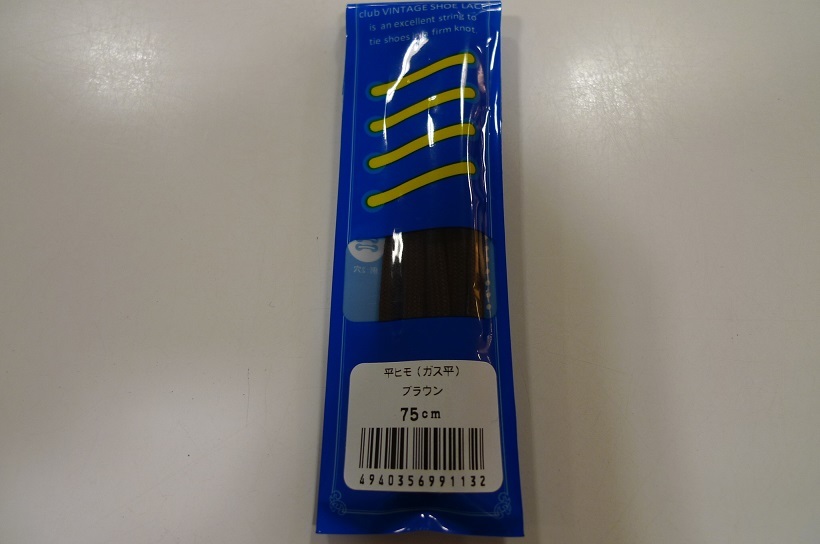 club VINTAGE SHOE LACE
is an excellent string to
tie shoes in a firm knot.
平ヒモ(ガス平)
ブラウン
75cm
4940356991132